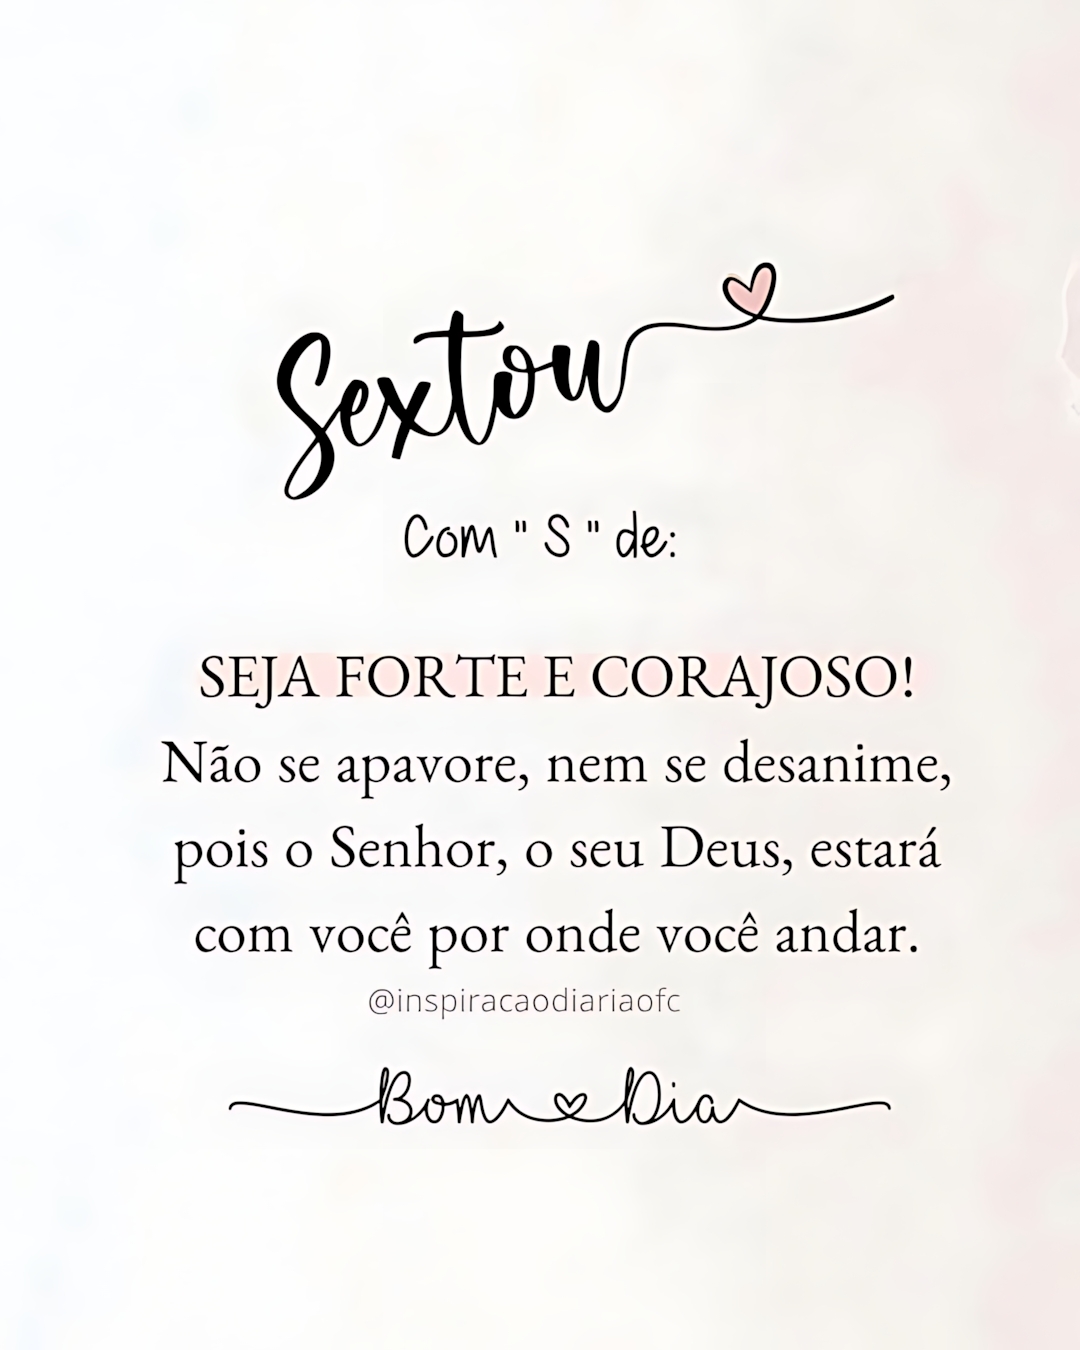 Sextou
Com " S " de:
SEJA FORTE E CORAJOSO!
Não se apavore, nem se desanime,
pois o Senhor, o seu Deus, estará
com você por onde você andar.
@inspiracaodiariaofc
Bom Dia